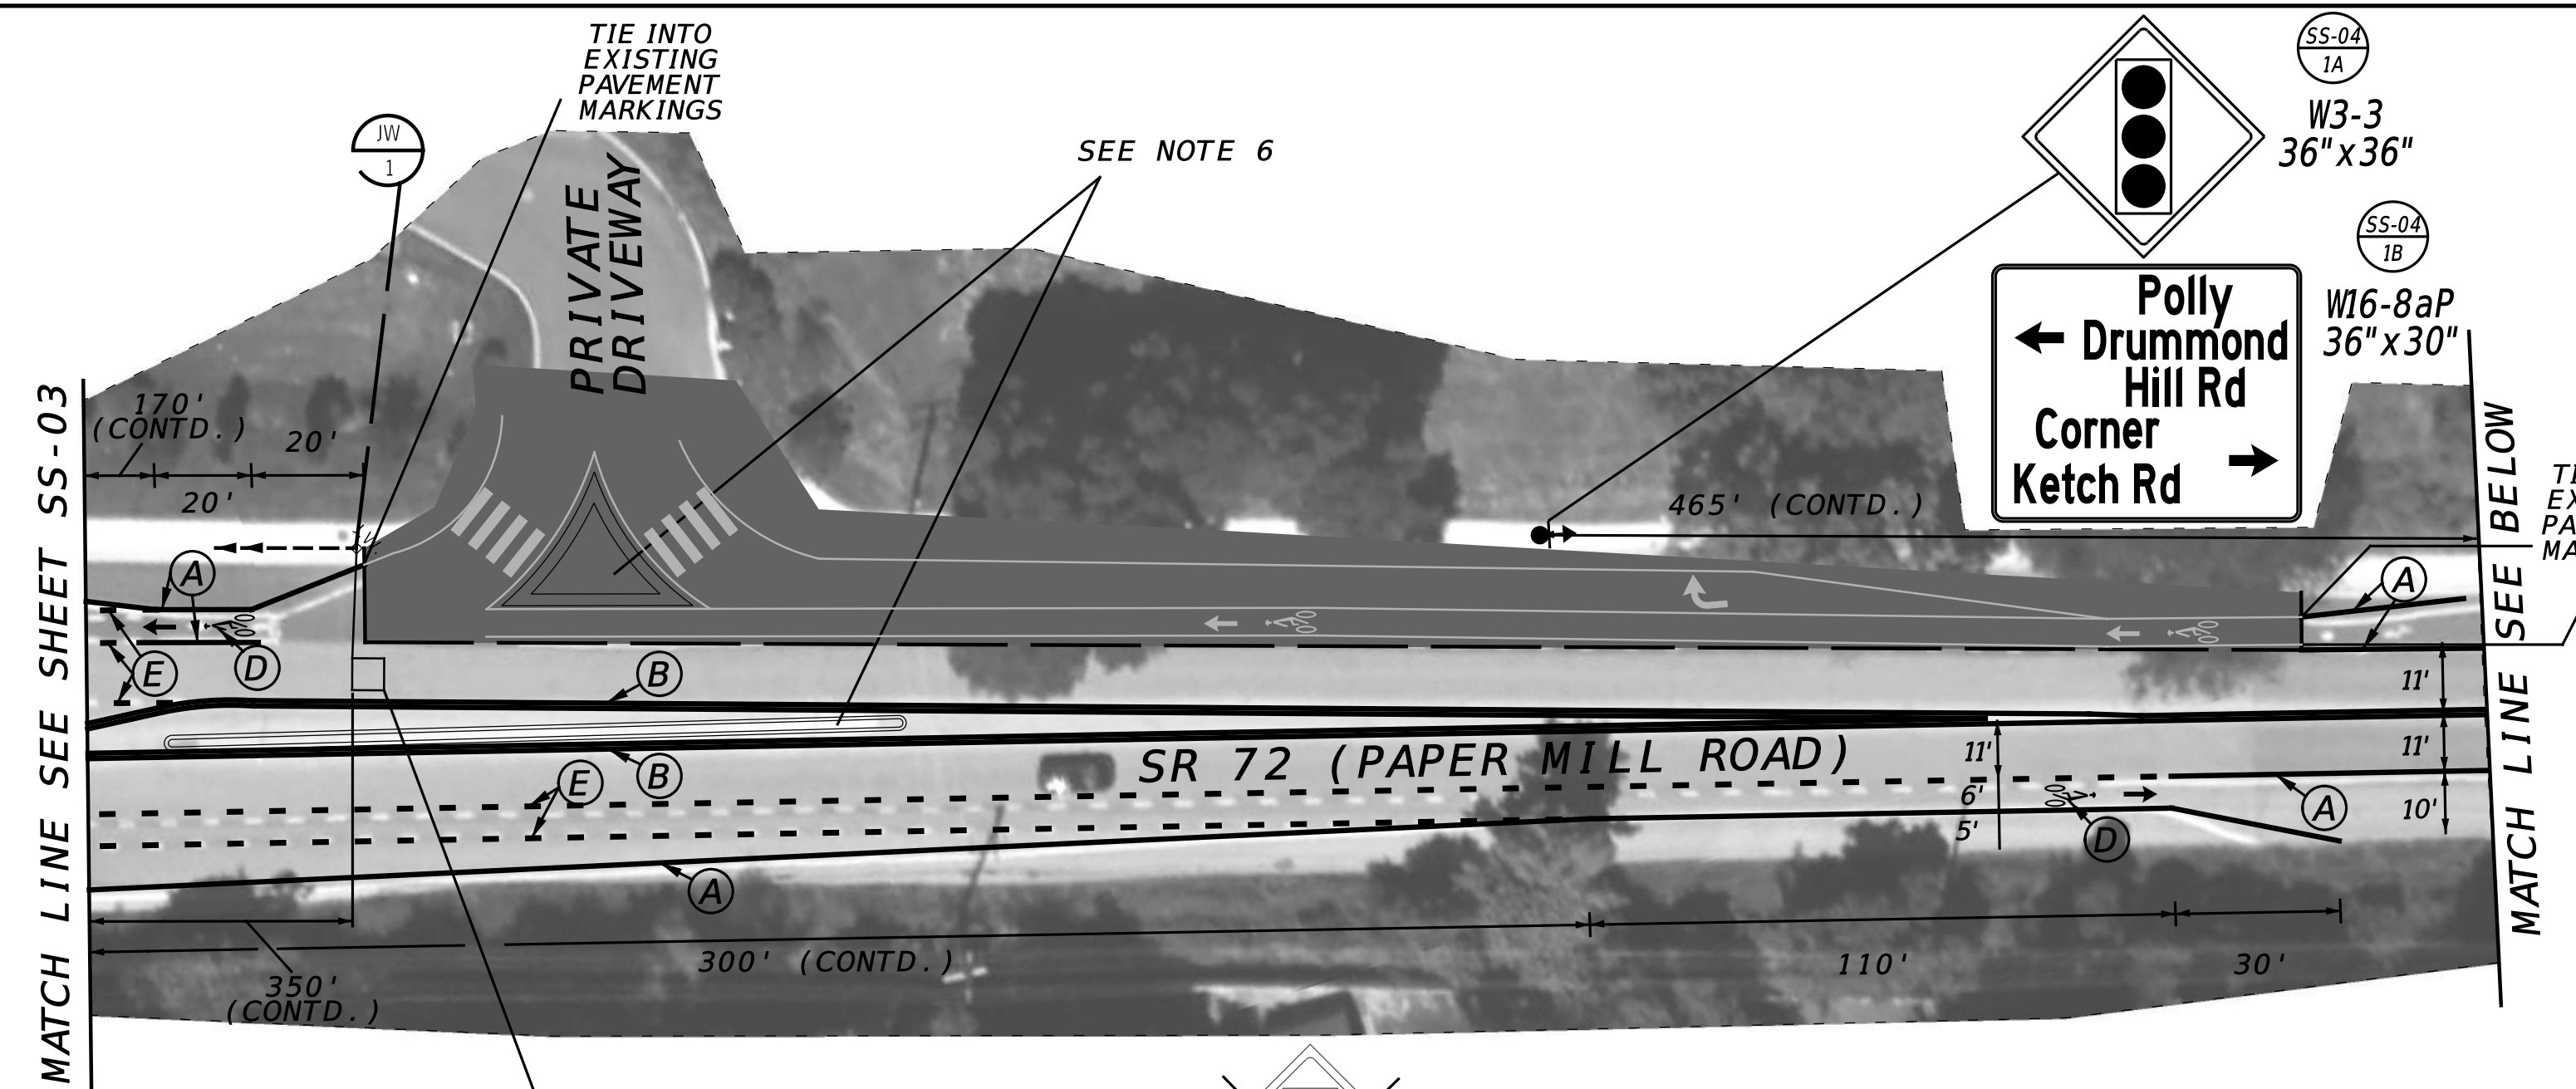 TIE INTO
EXISTING
PAVEMENT
MARKINGS
JW
1
SEE NOTE 6
SS-04
1A
W3-3
36"x36"
SS-04
1B
W16-8aP
36"x30"
Polly
Drummond
Hill Rd
Corner
Ketch Rd
PRIVATE
DRIVEWAY
MATCH LINE SEE SHEET SS-03
170'
(CONTD.)
20'
20'
465' (CONTD.)
MATCH LINE SEE BELOW
A
A
E
D
B
B
E
A
SR 72 (PAPER MILL ROAD)
11'
6'
5'
11'
11'
10'
D
A
350'
(CONTD.)
300' (CONTD.)
110'
30'